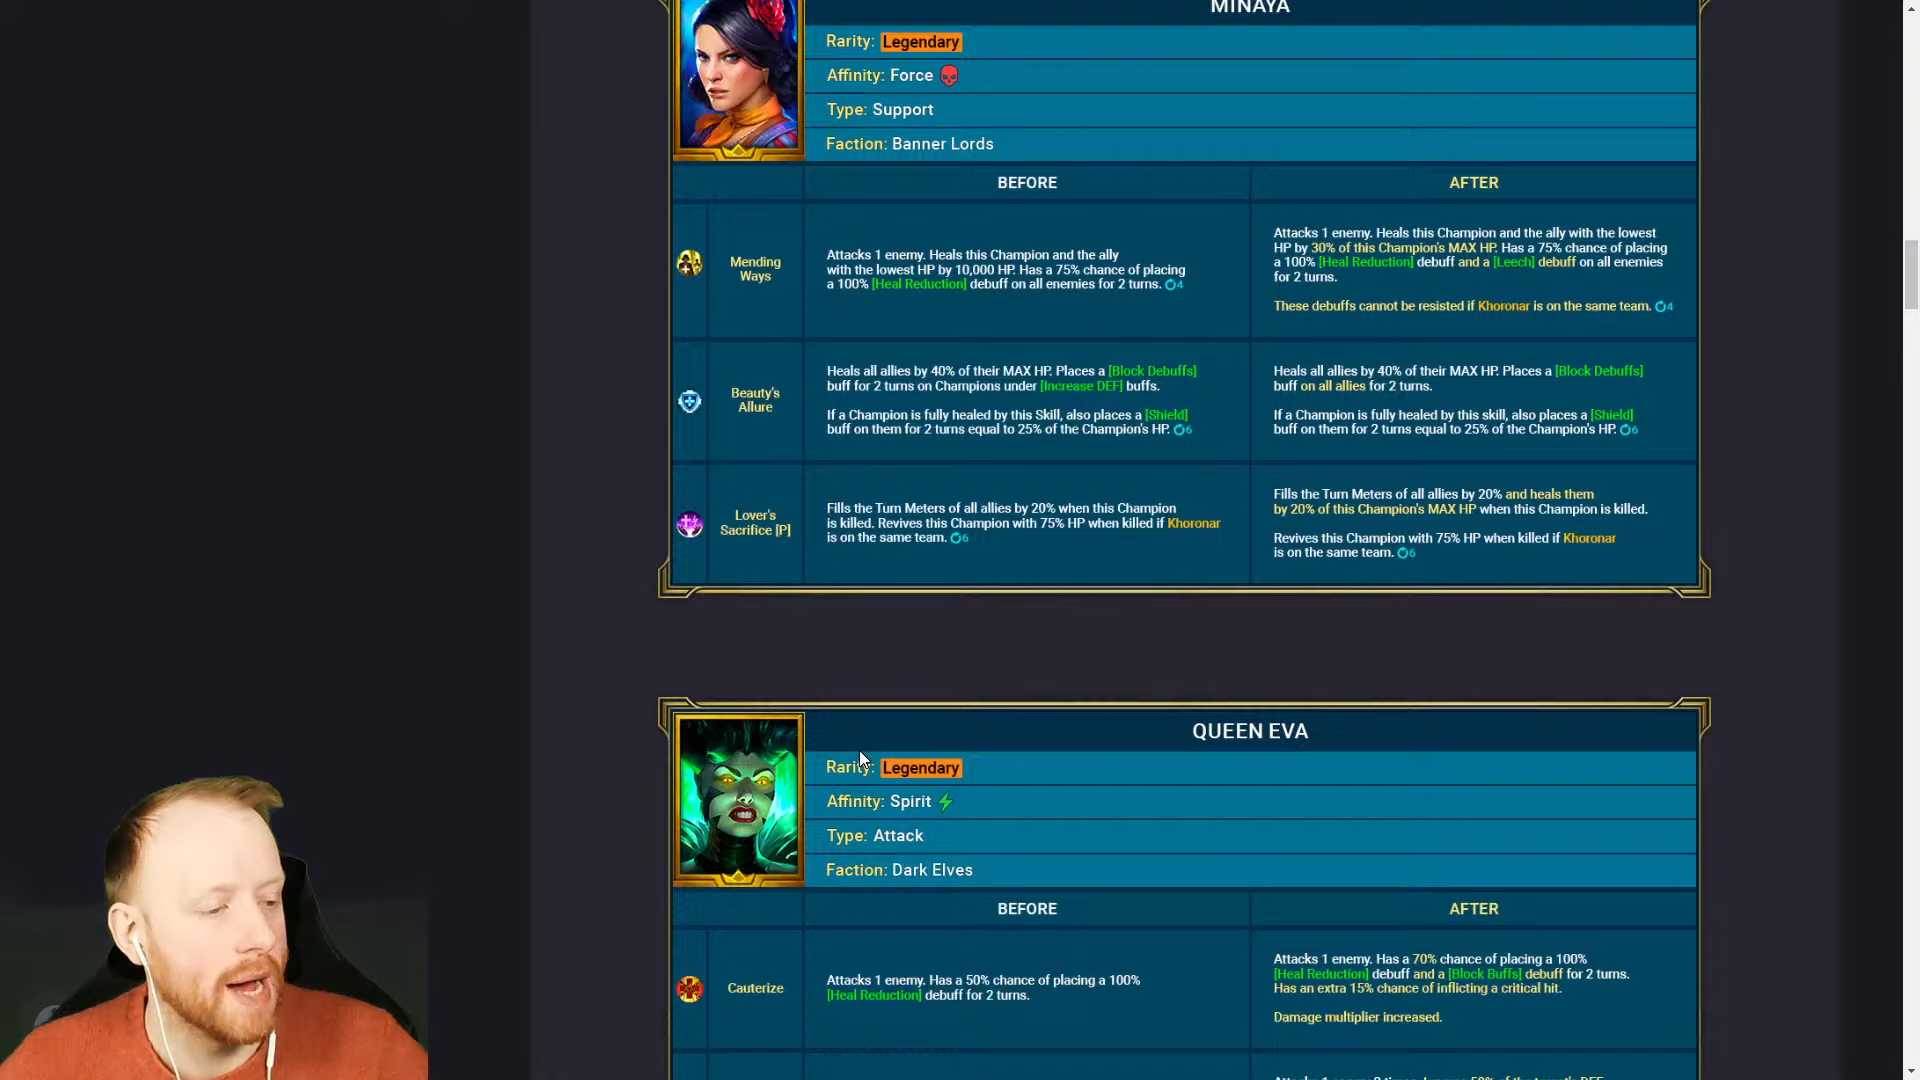 MINAYA
Rarity: Legendary
Affinity: Force
Type: Support
Faction: Banner Lords
BEFORE
AFTER
Mending
Ways
Attacks 1 enemy. Heals this Champion and the ally
with the lowest HP by 10,000 HP. Has a 75% chance of placing
a 100% [Heal Reduction] debuff on all enemies for 2 turns. 4
Attacks 1 enemy. Heals this Champion and the ally with the lowest
HP by 30% of this Champion's MAX HP. Has a 75% chance of placing
a 100% [Heal Reduction] debuff and a [Leech] debuff on all enemies
for 2 turns.
These debuffs cannot be resisted if Khoronar is on the same team. 4
Beauty's
Allure
Heals all allies by 40% of their MAX HP. Places a [Block Debuffs]
buff for 2 turns on Champions under [Increase DEF] buffs.
If a Champion is fully healed by this Skill, also places a [Shield]
buff on them for 2 turns equal to 25% of the Champion's HP. 6
Heals all allies by 40% of their MAX HP. Places a [Block Debuffs]
buff on all allies for 2 turns.
If a Champion is fully healed by this skill, also places a [Shield]
buff on them for 2 turns equal to 25% of the Champion's HP. 6
Lover's
Sacrifice [P]
Fills the Turn Meters of all allies by 20% when this Champion
is killed. Revives this Champion with 75% HP when killed if Khoronar
is on the same team. 6
Fills the Turn Meters of all allies by 20% and heals them
by 20% of this Champion's MAX HP when this Champion is killed.
Revives this Champion with 75% HP when killed if Khoronar
is on the same team. 6
QUEEN EVA
Rarity: Legendary
Affinity: Spirit
Type: Attack
Faction: Dark Elves
BEFORE
AFTER
Cauterize
Attacks 1 enemy. Has a 50% chance of placing a 100%
[Heal Reduction] debuff for 2 turns.
Attacks 1 enemy. Has a 70% chance of placing a 100%
[Heal Reduction] debuff and a [Block Buffs] debuff for 2 turns.
Has an extra 15% chance of inflicting a critical hit.
Damage multiplier increased.